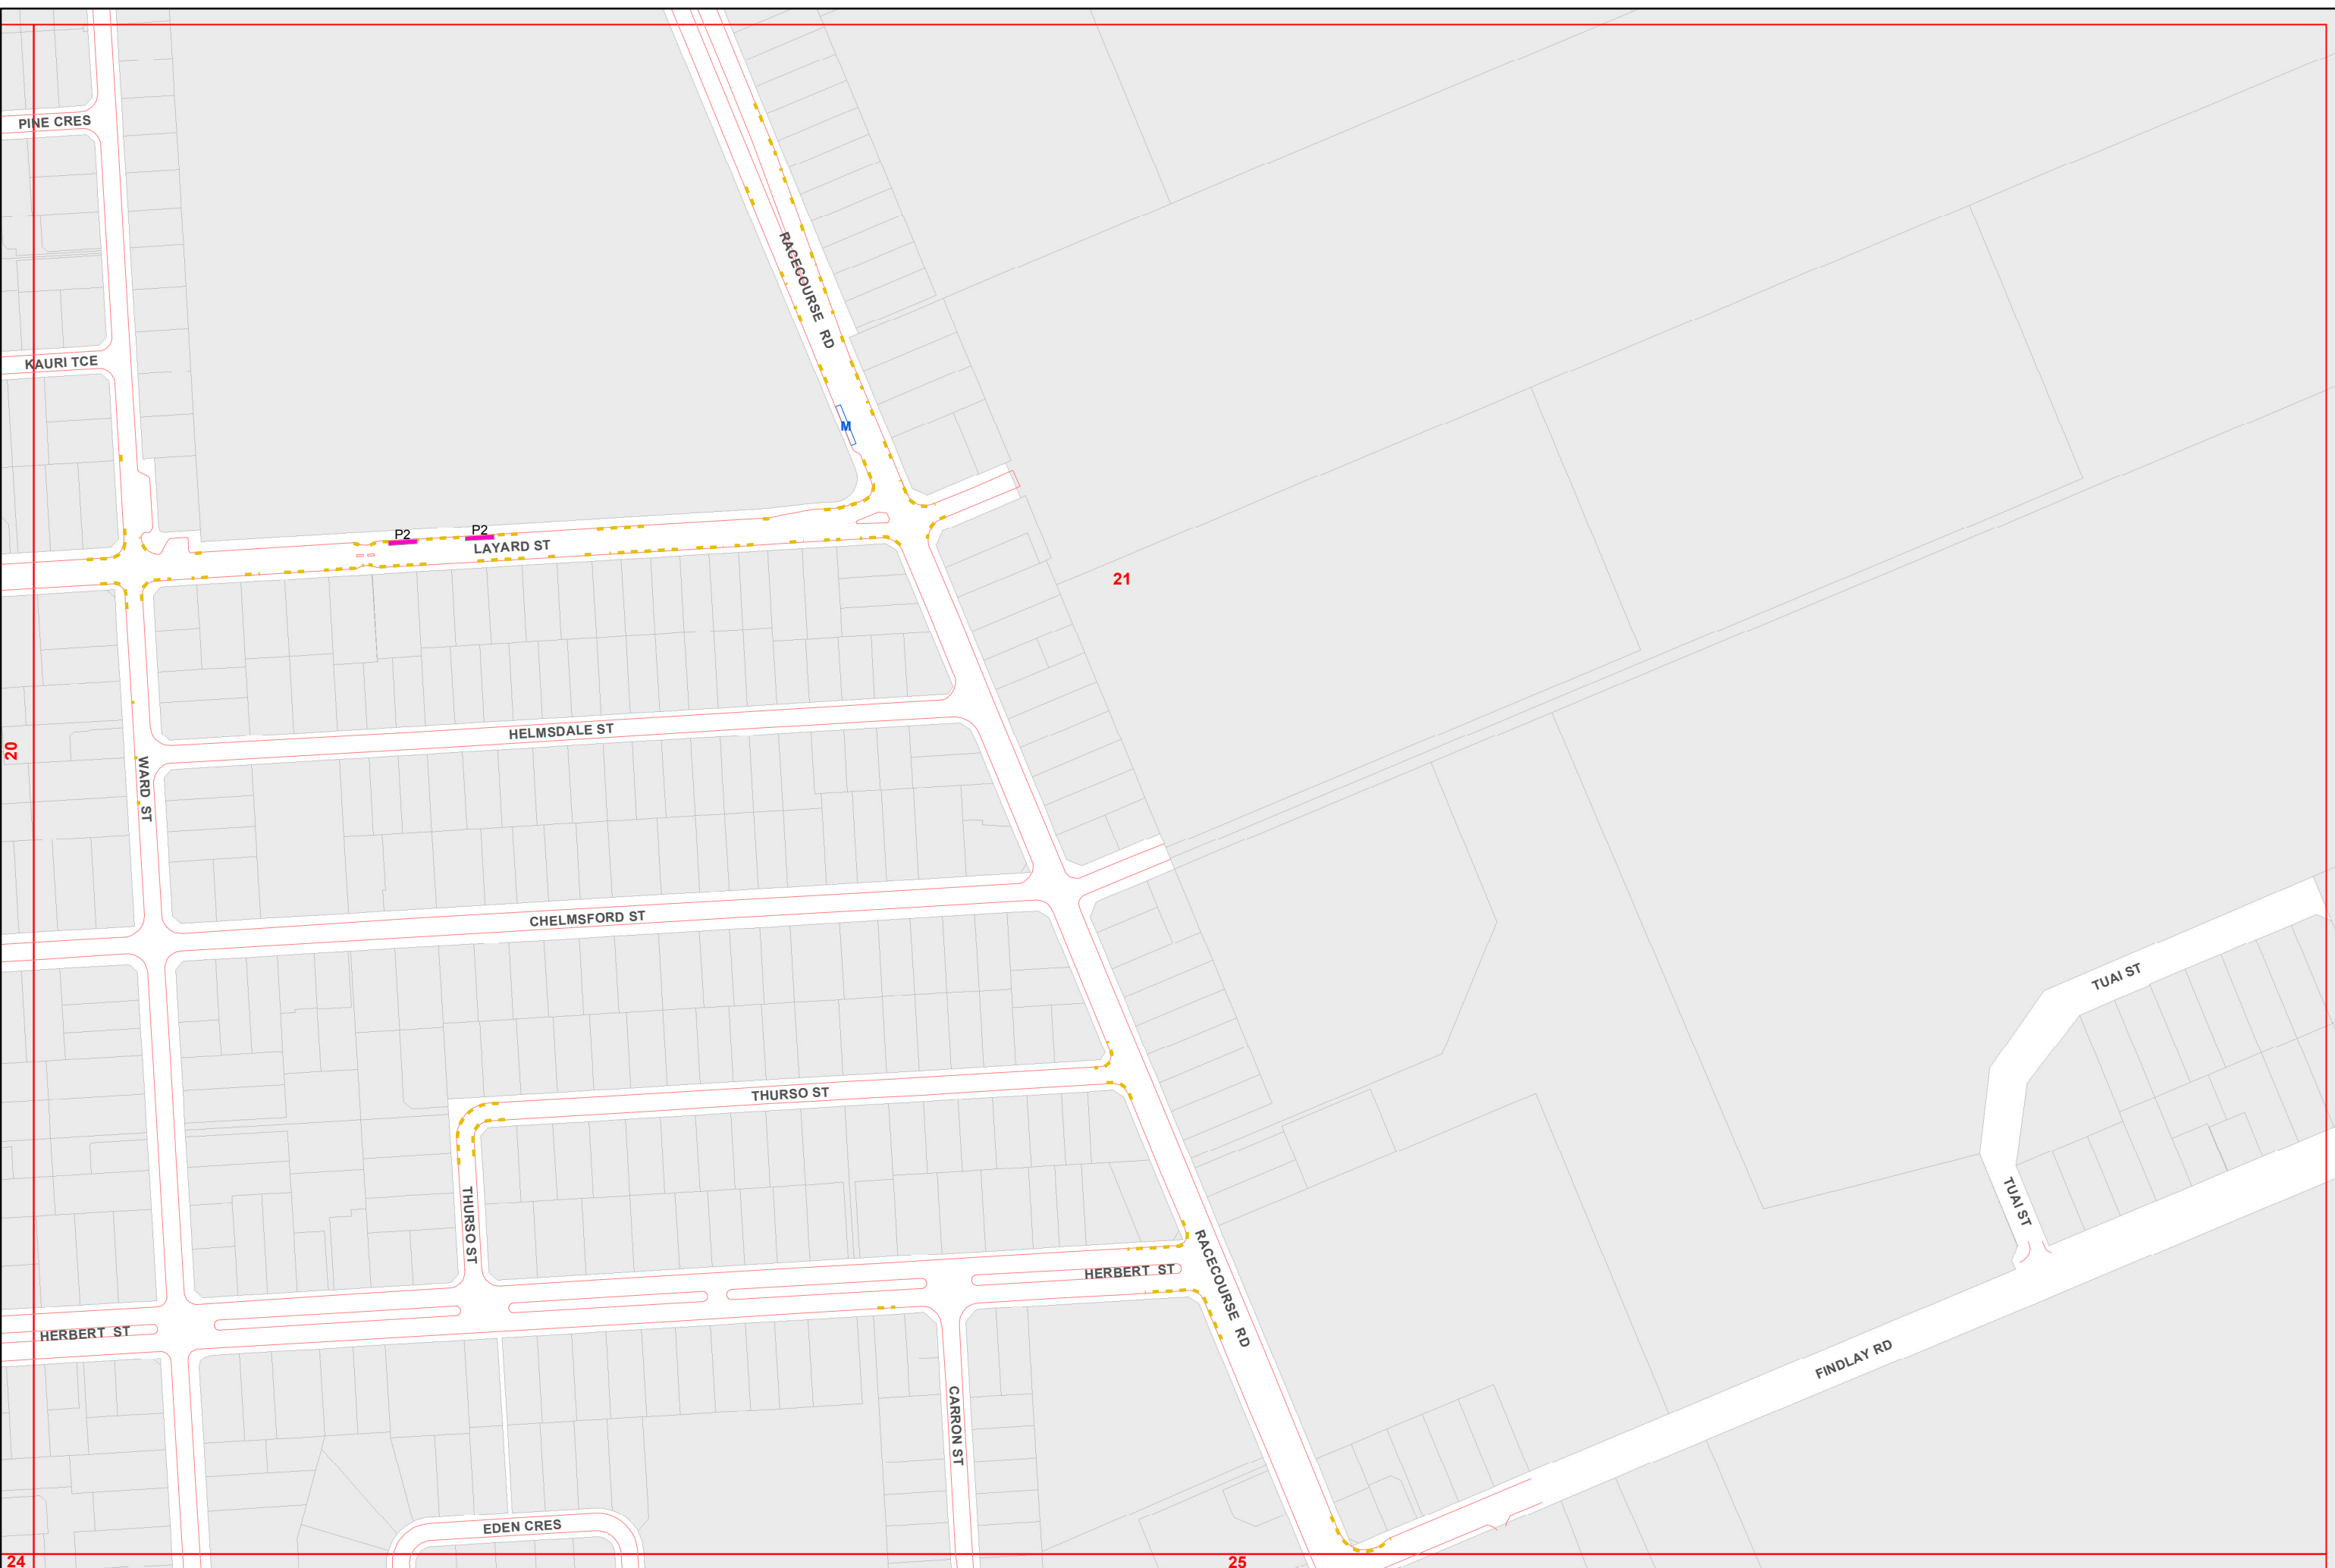 PINE CRES
RACECOURSE RD
KAURI TCE
M
P2
P2
LAYARD ST
21
HELMSDALE ST
20
WARD ST
CHELMSFORD ST
TUAI ST
THURSO ST
THURSO ST
TUAI ST
RACECOURSE RD
HERBERT ST
HERBERT ST
FINDLAY RD
CARRON ST
EDEN CRES
24
25